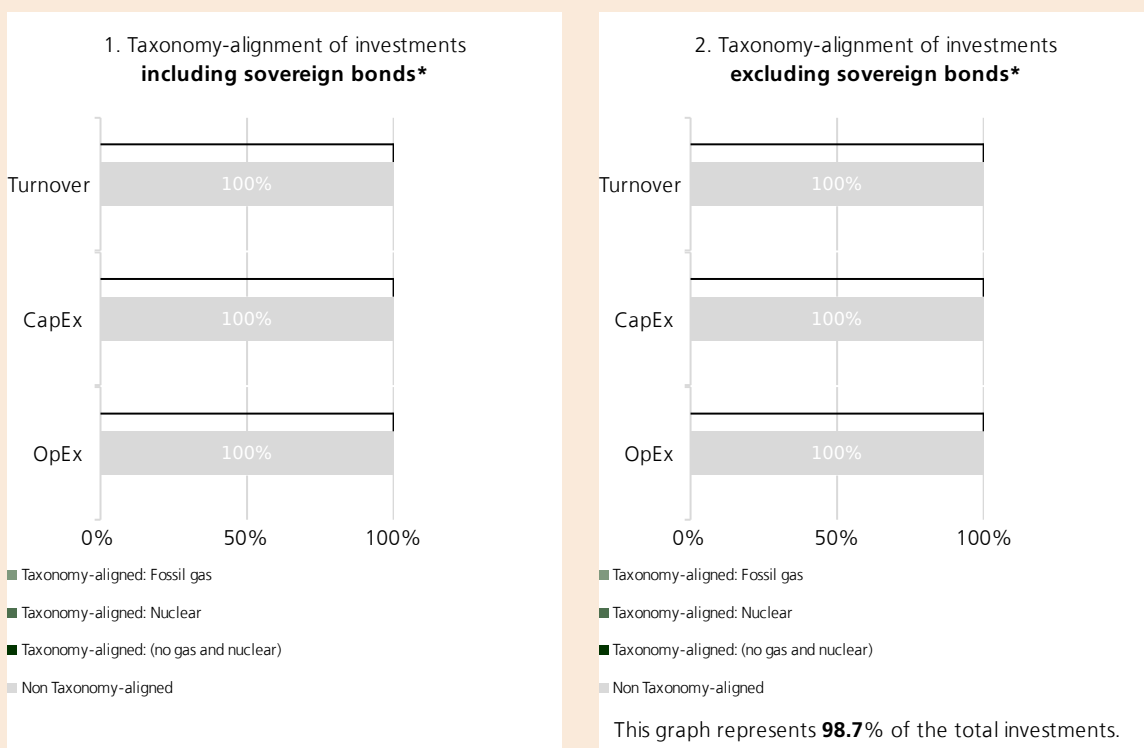 1. Taxonomy-alignment of investments
including sovereign bonds*
Turnover
100%
CapEx
100%
OpEx
100%
0%
50%
100%
Taxonomy-aligned: Fossil gas
Taxonomy-aligned: Nuclear
Taxonomy-aligned: (no gas and nuclear)
Non Taxonomy-aligned
2. Taxonomy-alignment of investments
excluding sovereign bonds*
Turnover
100%
CapEx
100%
OpEx
100%
0%
50%
100%
Taxonomy-aligned: Fossil gas
Taxonomy-aligned: Nuclear
Taxonomy-aligned: (no gas and nuclear)
Non Taxonomy-aligned
This graph represents 98.7% of the total investments.